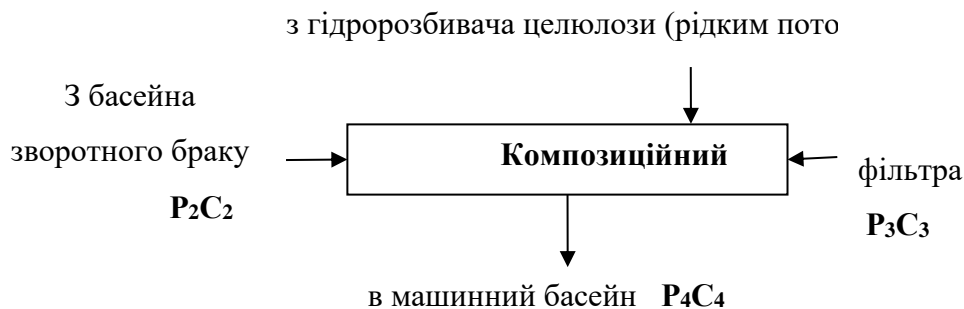 з гідророзбивача целюлози (рідким пото
З басейна
зворотного браку
P2C2
Композиційний
фільтра
P3C3
в машинний басейн P4C4